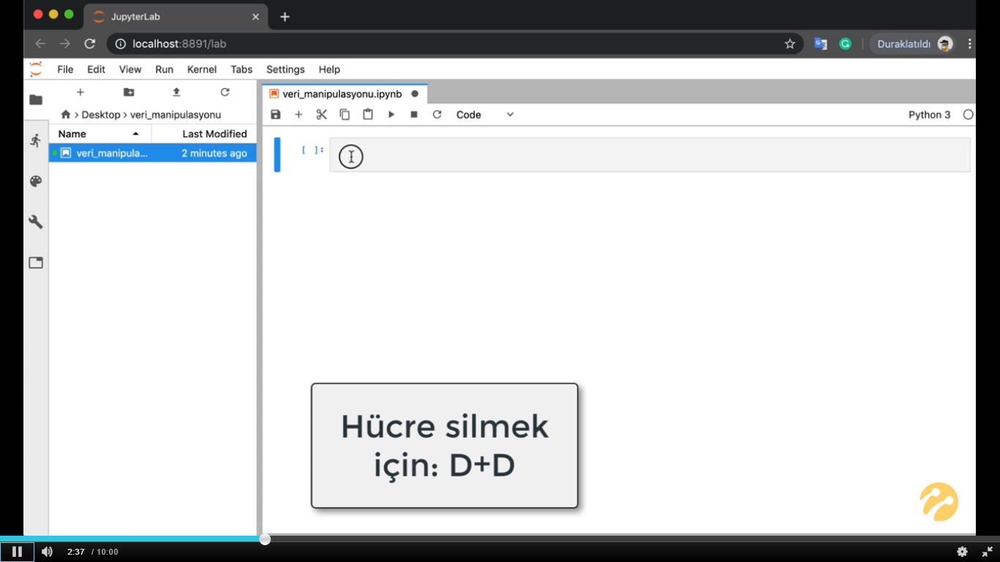 JupyterLab
localhost:8891/lab
Duraklatıldı
File Edit View Run Kernel Tabs Settings Help
veri_manipulasyonu.ipynb
Desktop > veri_manipulasyonu
Code
Python 3
Name Last Modified
veri_manipula... 2 minutes ago
[ ]:
Hücre silmek
için: D+D
2:37 / 10:00